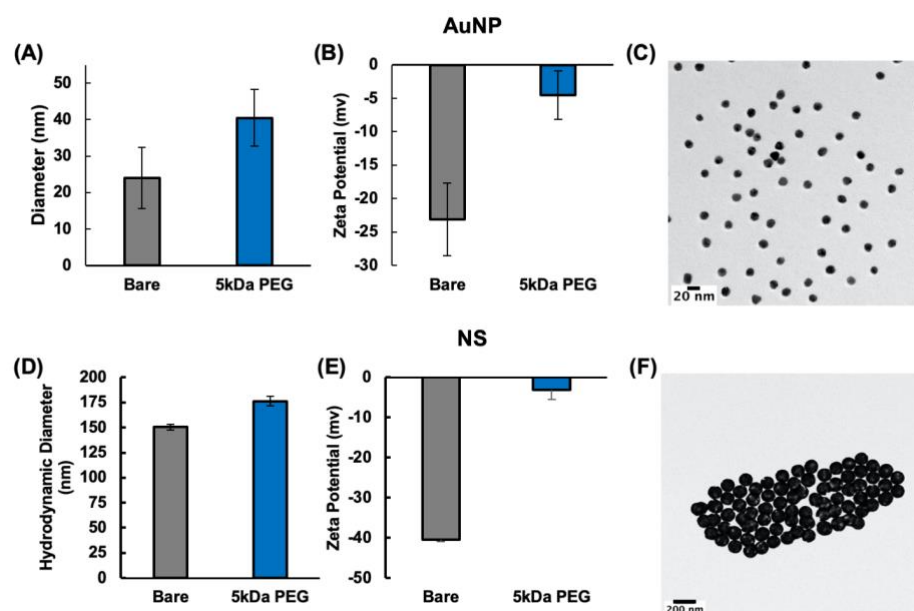 AuNP
(A)
Diameter (nm)
50
40
30
20
10
0
Bare 5kDa PEG
(B)
Zeta Potential (mv)
0
-5
-10
-15
-20
-25
-30
Bare 5kDa PEG
(C)
20 nm
NS
(D)
Hydrodynamic Diameter
(nm)
200
175
150
125
100
75
50
25
0
Bare 5kDa PEG
(E)
Zeta Potential (mv)
0
-10
-20
-30
-40
-50
Bare 5kDa PEG
(F)
200 nm